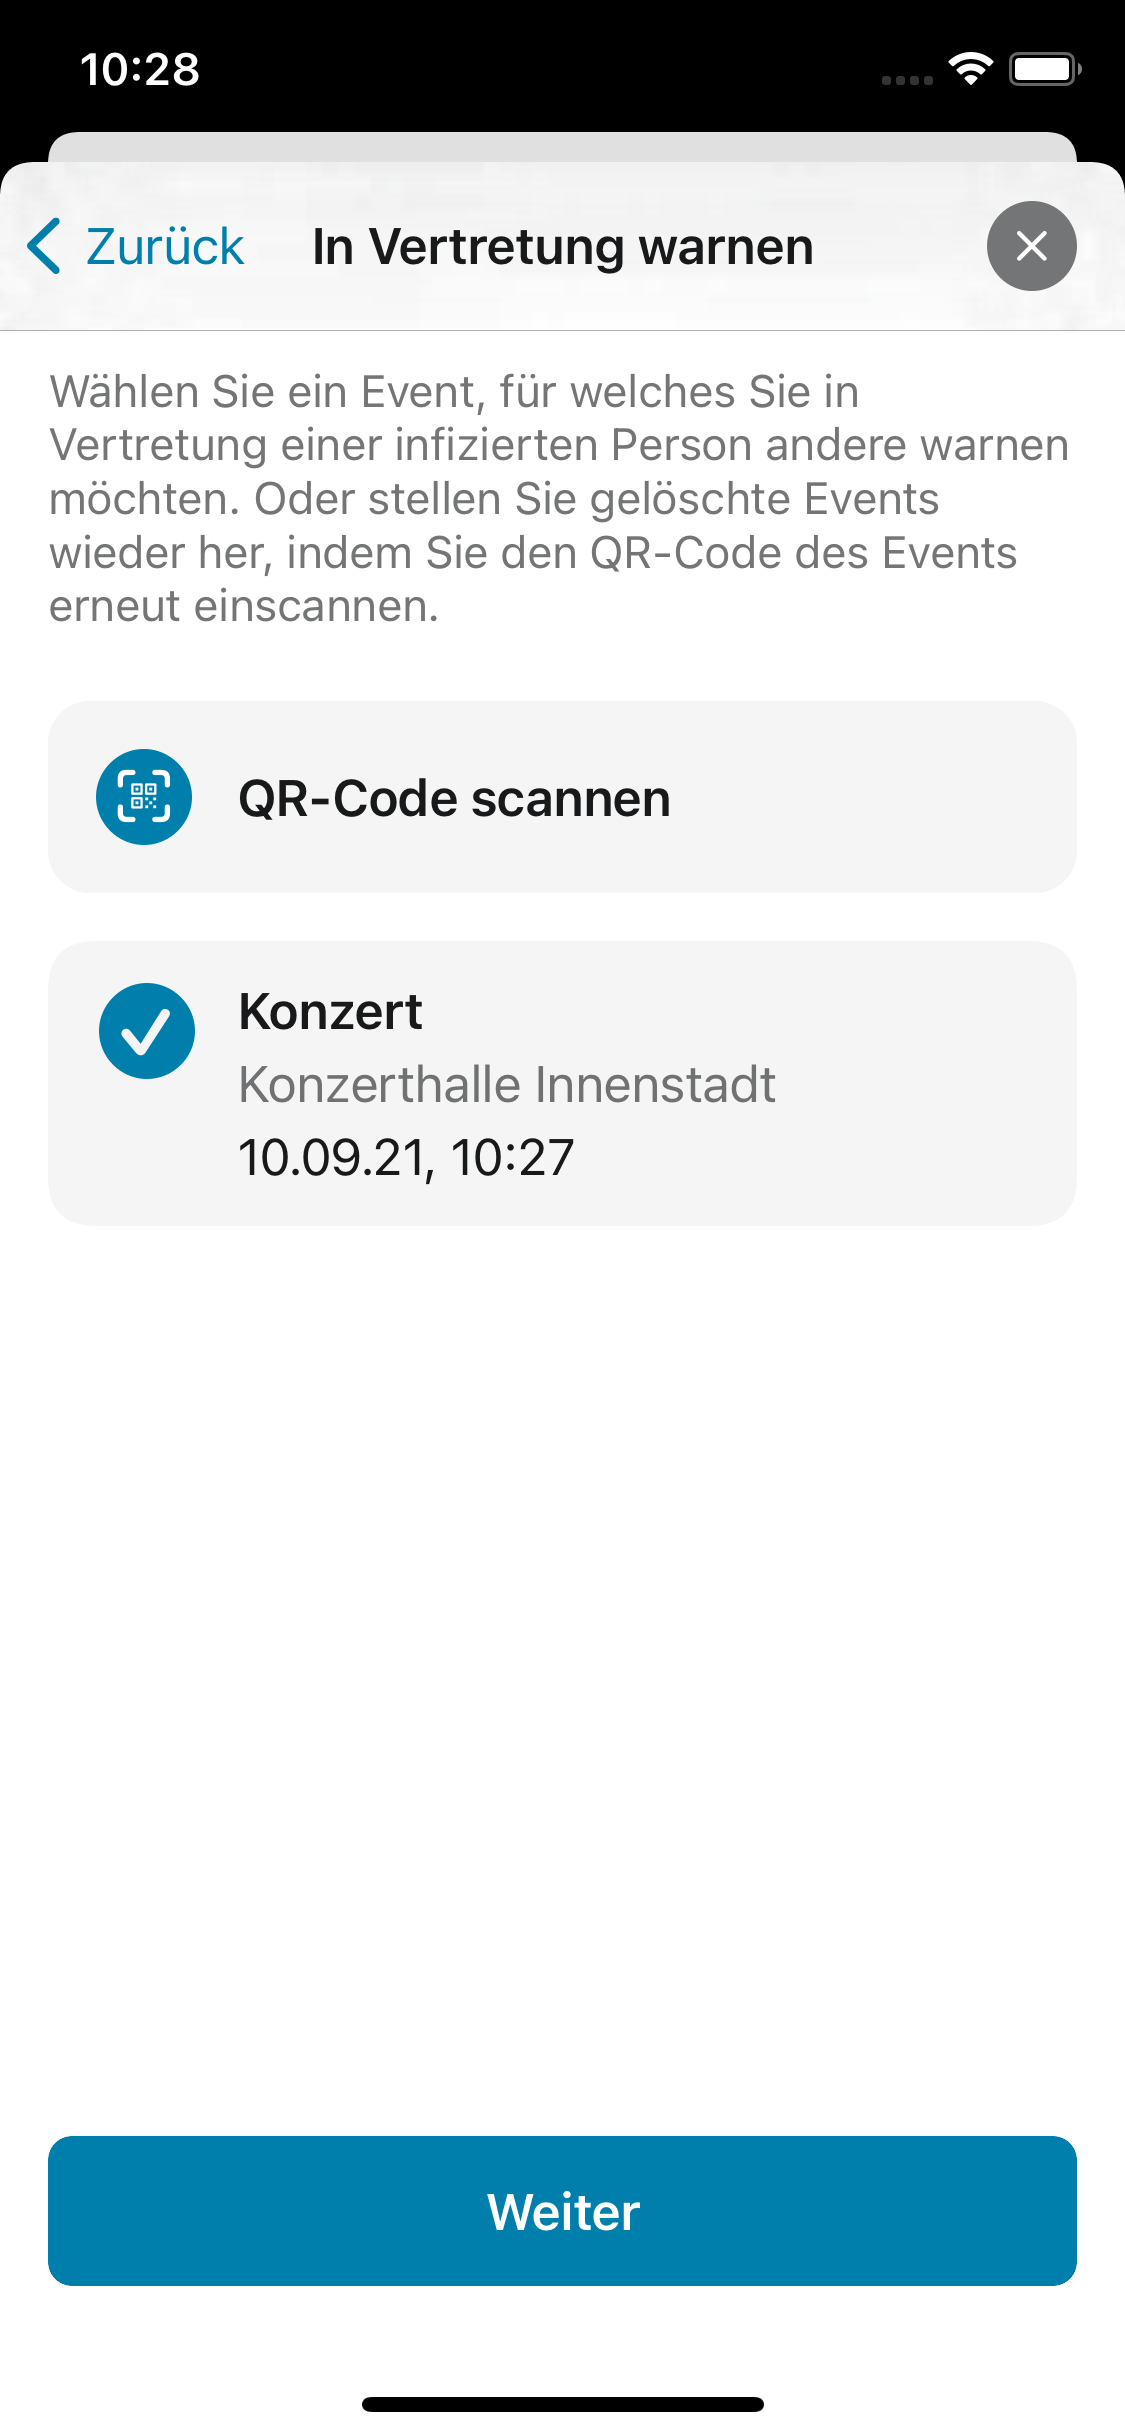 10:28
Zurück
In Vertretung warnen
Wählen Sie ein Event, für welches Sie in
Vertretung einer infizierten Person andere warnen
möchten. Oder stellen Sie gelöschte Events
wieder her, indem Sie den QR-Code des Events
erneut einscannen.
QR-Code scannen
Konzert
Konzerthalle Innenstadt
10.09.21, 10:27
Weiter